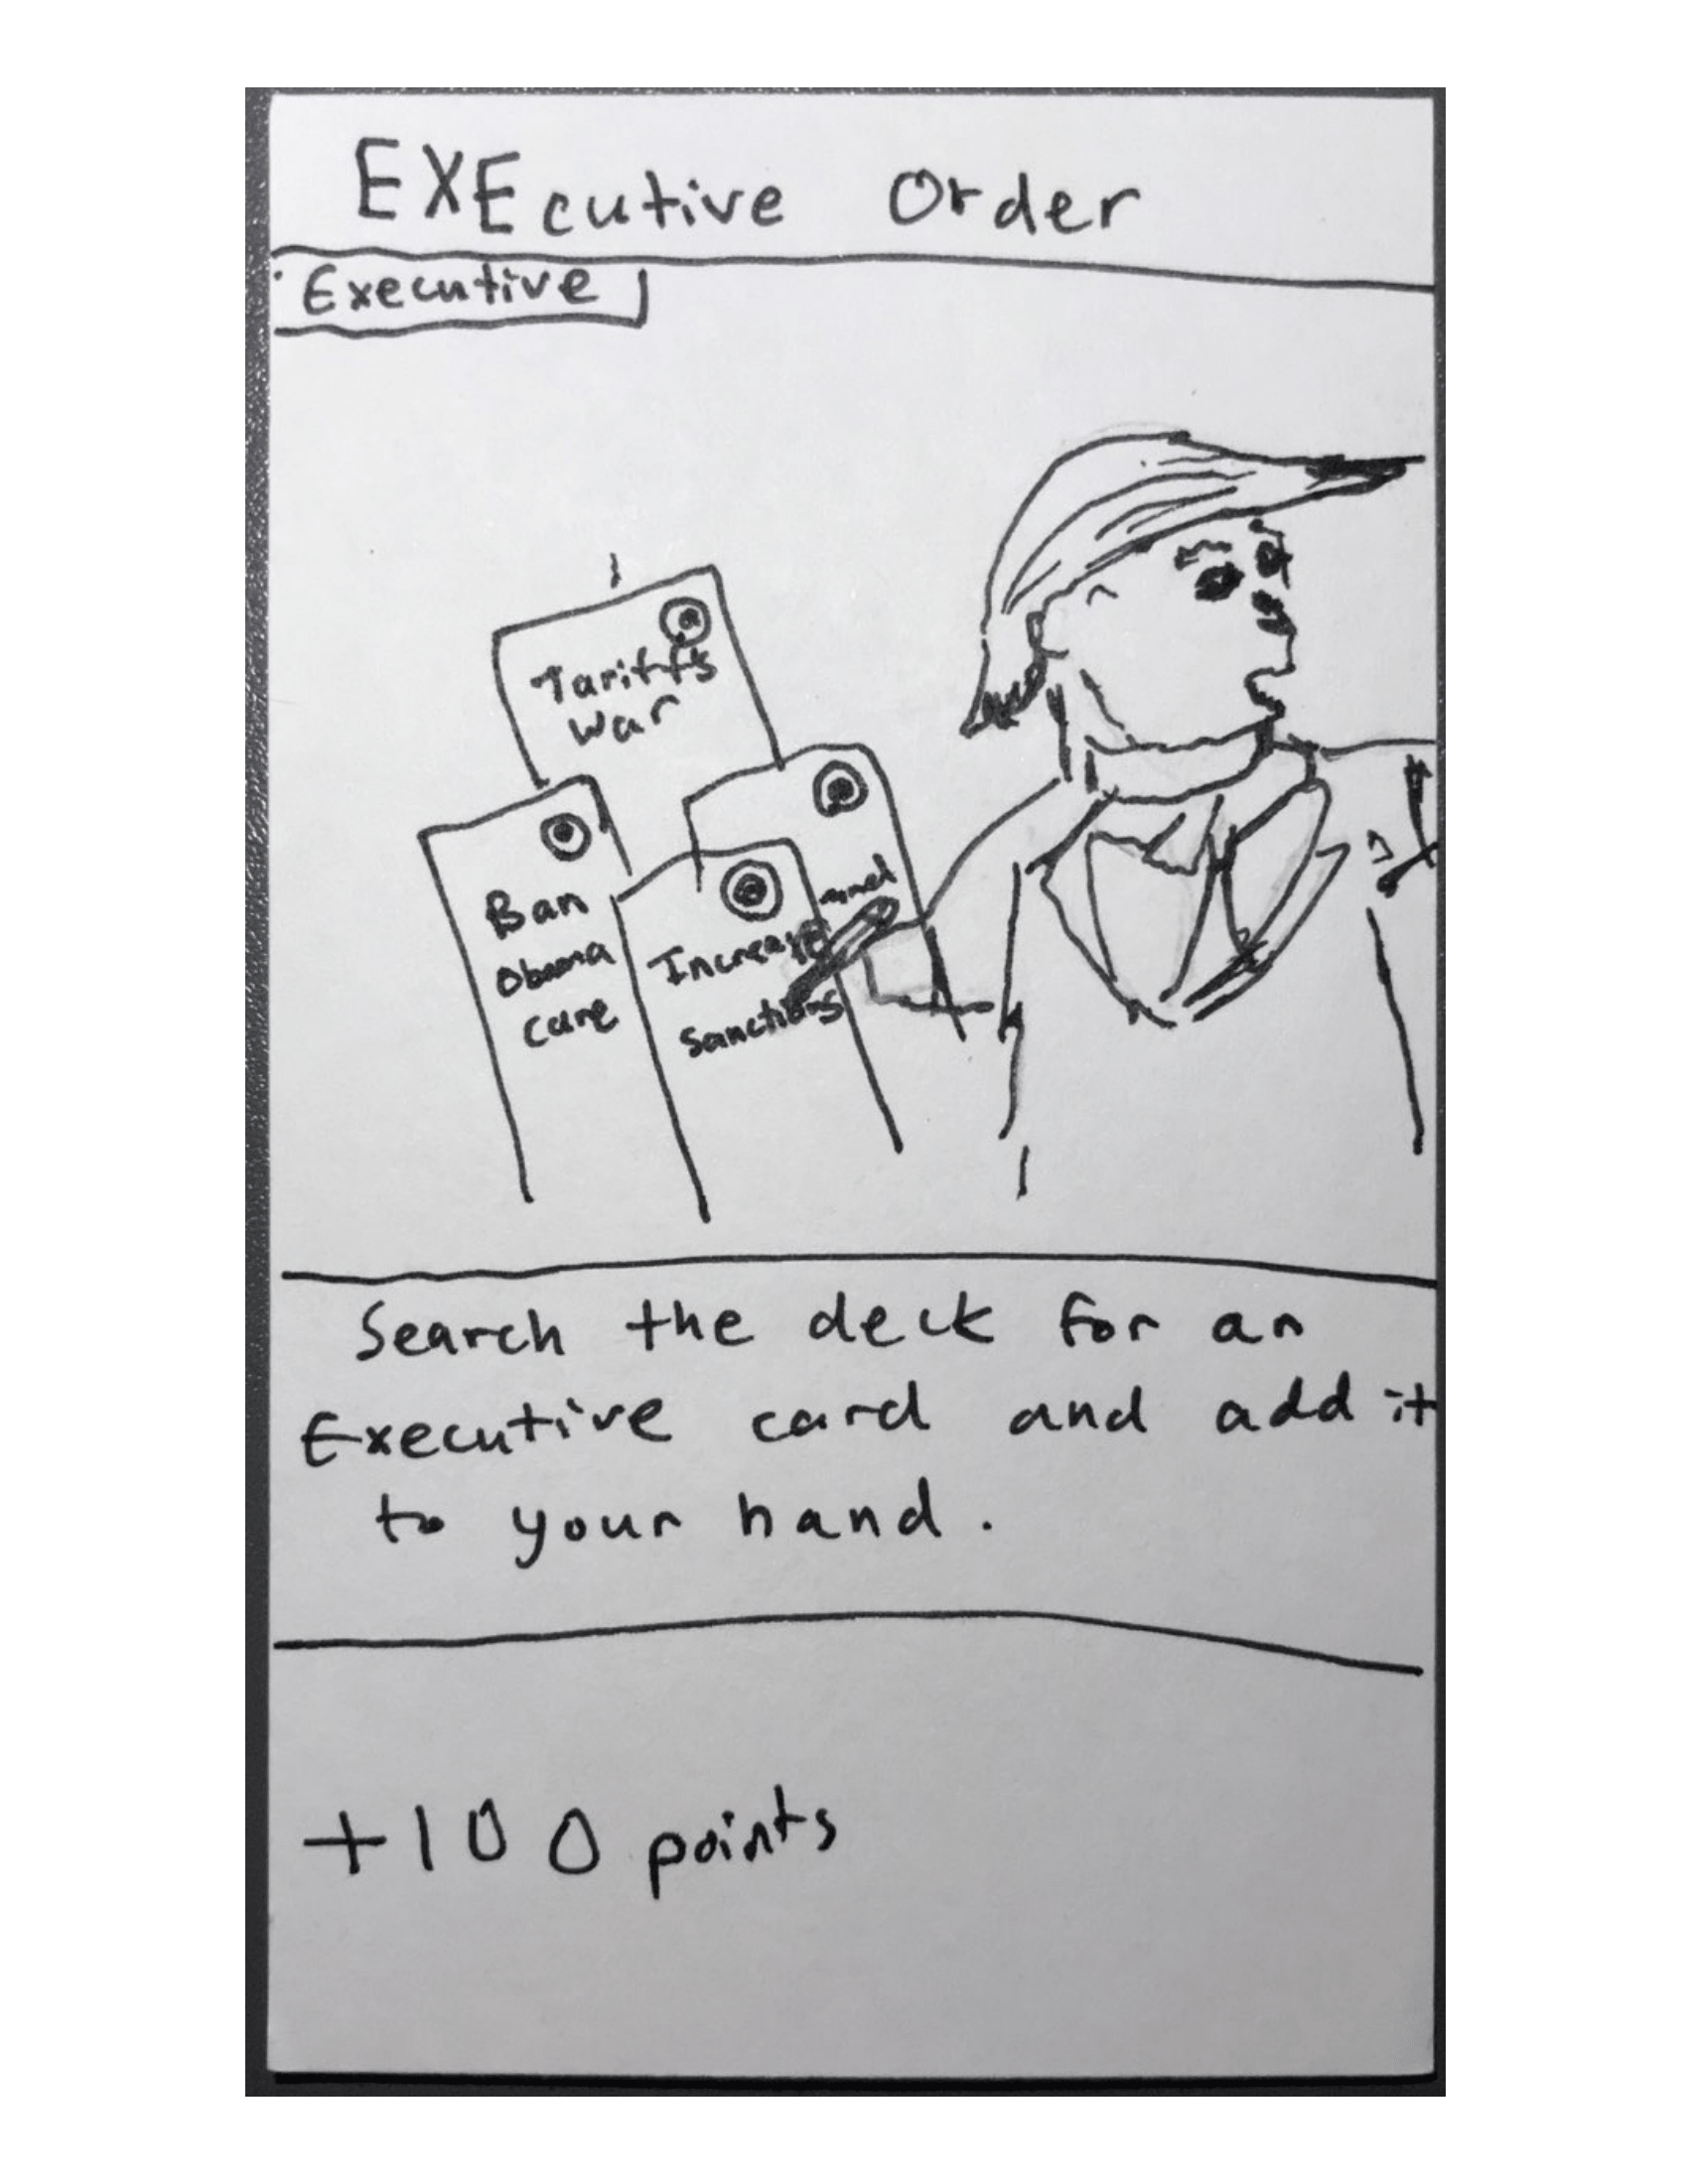 EXEcutive Order
Executive
Tariffs
War
Ban
Obama
Care
Increase
Sanctions
Search the deck for an
Executive card and add it
to your hand.
+100 points